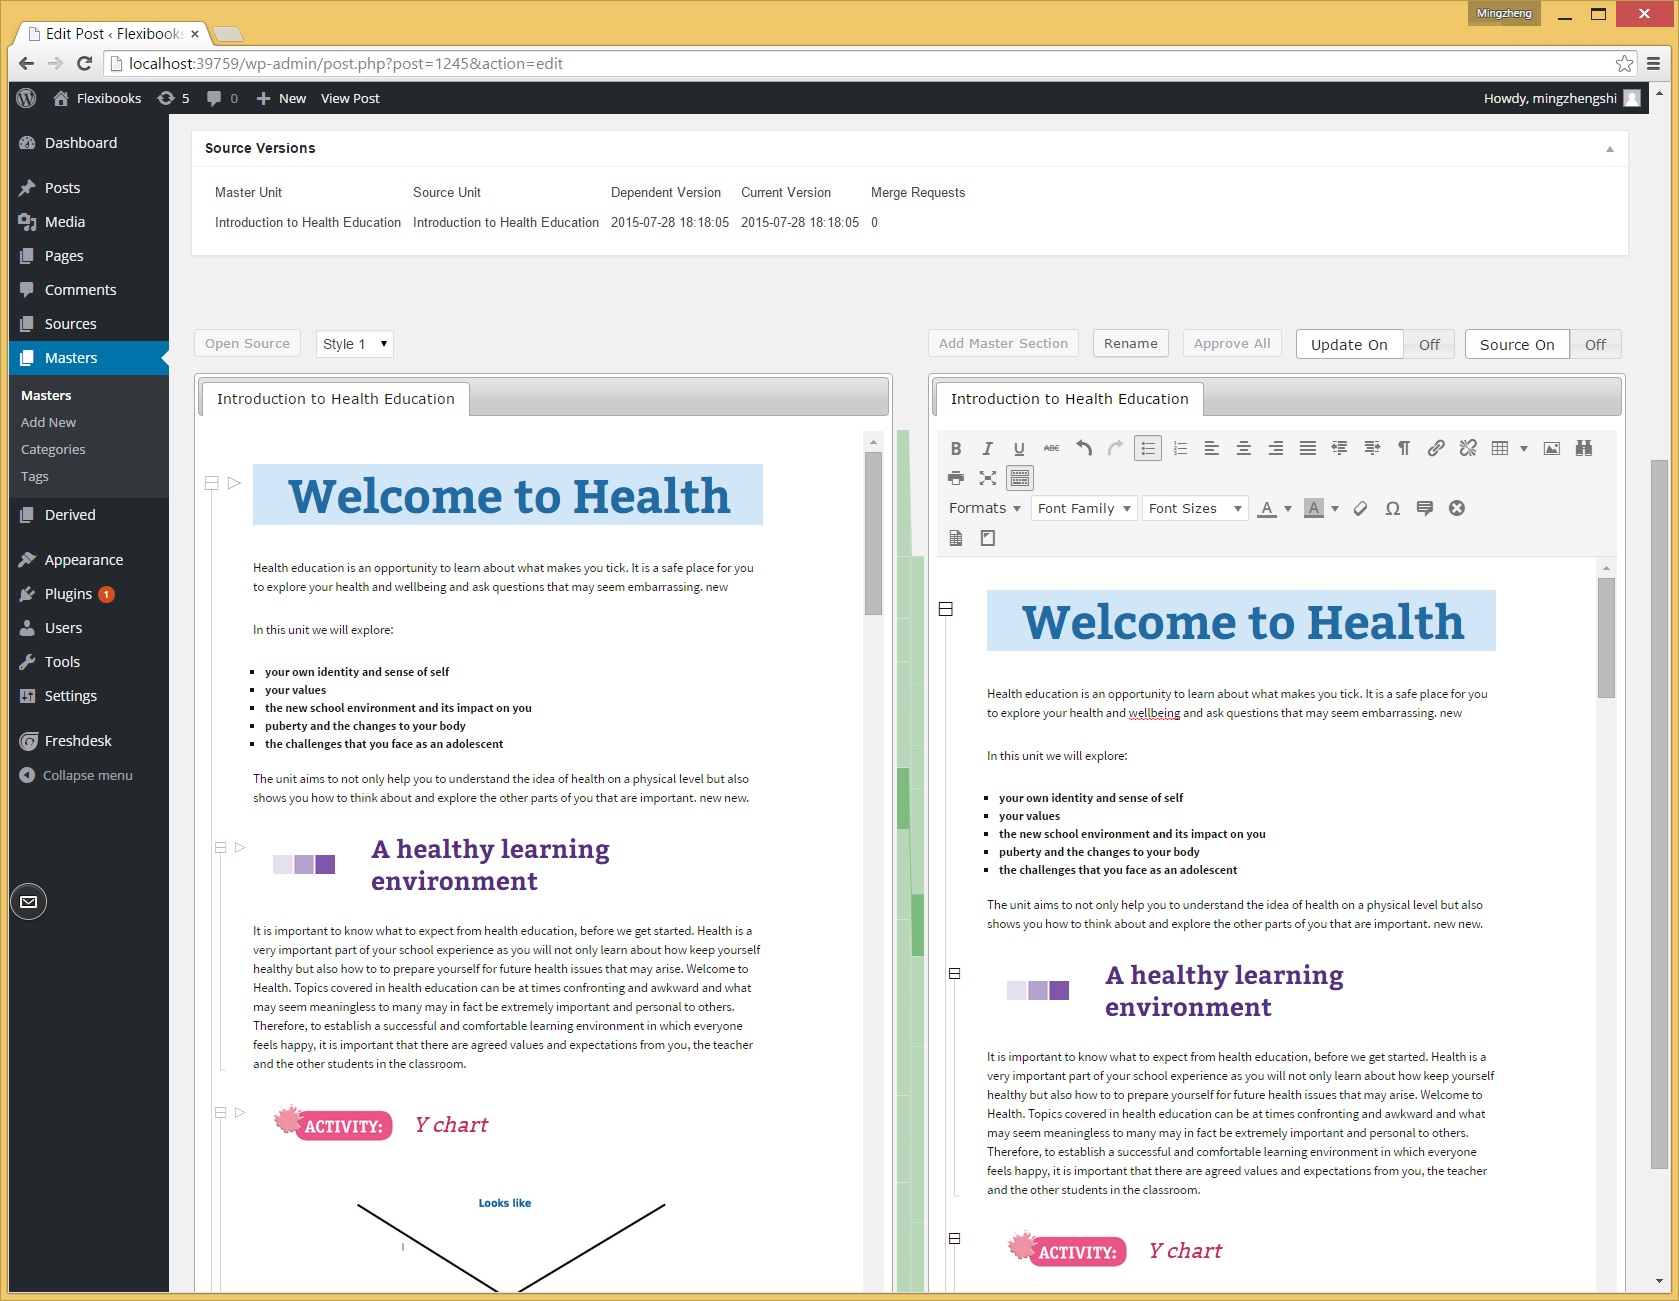 Mingzheng
Edit Post ‹ Flexibooks
localhost:39759/wp-admin/post.php?post=1245&action=edit
Flexibooks 5 0 New View Post
Howdy, mingzhengshi
Dashboard
Posts
Media
Pages
Comments
Sources
Masters
Masters
Add New
Categories
Tags
Derived
Appearance
Plugins 1
Users
Tools
Settings
Freshdesk
Collapse menu
Source Versions
Master Unit Source Unit Dependent Version Current Version Merge Requests
Introduction to Health Education Introduction to Health Education 2015-07-28 18:18:05 2015-07-28 18:18:05 0
Open Source Style 1
Add Master Section Rename Approve All Update On Off Source On Off
Introduction to Health Education
Welcome to Health
Health education is an opportunity to learn about what makes you tick. It is a safe place for you
to explore your health and wellbeing and ask questions that may seem embarrassing. new
In this unit we will explore:
your own identity and sense of self
your values
the new school environment and its impact on you
puberty and the changes to your body
the challenges that you face as an adolescent
The unit aims to not only help you to understand the idea of health on a physical level but also
shows you how to think about and explore the other parts of you that are important. new new.
A healthy learning
environment
It is important to know what to expect from health education, before we get started. Health is a
very important part of your school experience as you will not only learn about how keep yourself
healthy but also how to to prepare yourself for future health issues that may arise. Welcome to
Health. Topics covered in health education can be at times confronting and awkward and what
may seem meaningless to many may in fact be extremely important and personal to others.
Therefore, to establish a successful and comfortable learning environment in which everyone
feels happy, it is important that there are agreed values and expectations from you, the teacher
and the other students in the classroom.
ACTIVITY: Y chart
Looks like
Introduction to Health Education
B I U ABC
Formats Font Family Font Sizes A A Ω
Welcome to Health
Health education is an opportunity to learn about what makes you tick. It is a safe place for you
to explore your health and wellbeing and ask questions that may seem embarrassing. new
In this unit we will explore:
your own identity and sense of self
your values
the new school environment and its impact on you
puberty and the changes to your body
the challenges that you face as an adolescent
The unit aims to not only help you to understand the idea of health on a physical level but also
shows you how to think about and explore the other parts of you that are important. new new.
A healthy learning
environment
It is important to know what to expect from health education, before we get started. Health is a
very important part of your school experience as you will not only learn about how keep yourself
healthy but also how to to prepare yourself for future health issues that may arise. Welcome to
Health. Topics covered in health education can be at times confronting and awkward and what
may seem meaningless to many may in fact be extremely important and personal to others.
Therefore, to establish a successful and comfortable learning environment in which everyone
feels happy, it is important that there are agreed values and expectations from you, the teacher
and the other students in the classroom.
ACTIVITY: Y chart